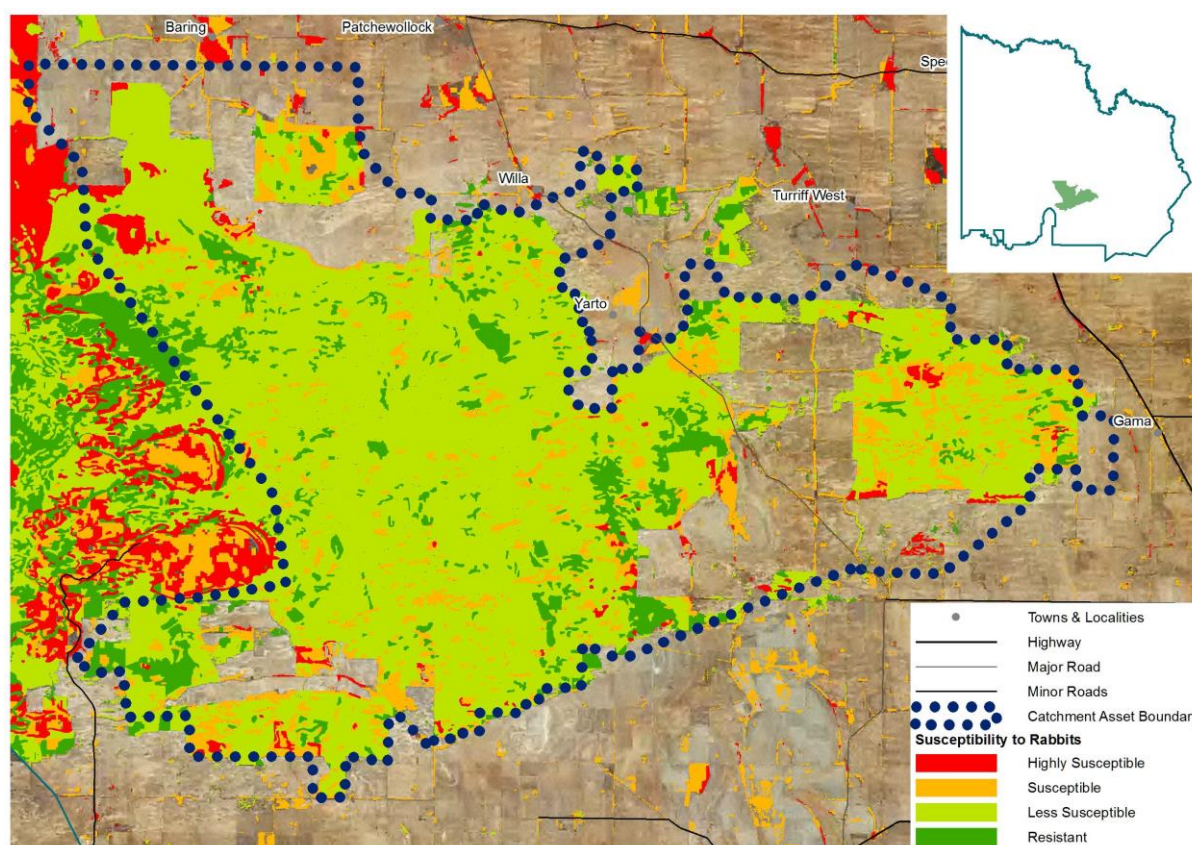 Baring
Patchewollock
Spee
Willa
Turriff West
Yarto
Gama
Towns & Localities
Highway
Major Road
Minor Roads
Catchment Asset Boundar
Susceptibility to Rabbits
Highly Susceptible
Susceptible
Less Susceptible
Resistant